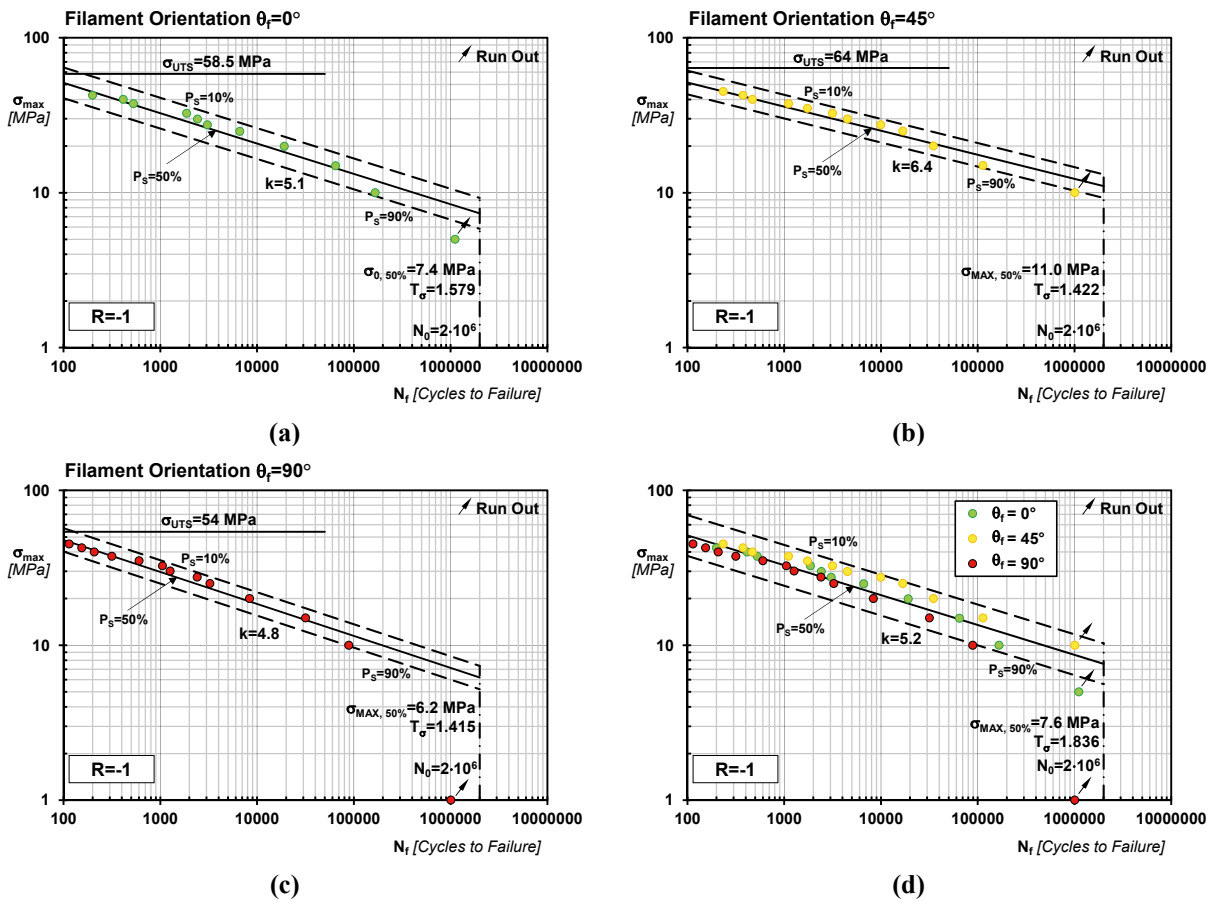 Filament Orientation θf=0°
100
10
1
σmax
[MPa]
σUTS=58.5 MPa
Run Out
PS=10%
PS=50%
k=5.1
PS=90%
σ0, 50%=7.4 MPa
Tσ=1.579
N0=2·10⁶
R=-1
100 1000 10000 100000 1000000 10000000
Nf [Cycles to Failure]
(a)
Filament Orientation θf=45°
100
10
1
σmax
[MPa]
σUTS=64 MPa
Run Out
PS=10%
PS=50%
k=6.4
PS=90%
σMAX, 50%=11.0 MPa
Tσ=1.422
N0=2·10⁶
R=-1
100 1000 10000 100000 1000000 10000000
Nf [Cycles to Failure]
(b)
Filament Orientation θf=90°
100
10
1
σmax
[MPa]
σUTS=54 MPa
Run Out
PS=10%
PS=50%
k=4.8
PS=90%
σMAX, 50%=6.2 MPa
Tσ=1.415
N0=2·10⁶
R=-1
100 1000 10000 100000 1000000 10000000
Nf [Cycles to Failure]
(c)
100
10
1
σmax
[MPa]
Run Out
θf = 0°
θf = 45°
θf = 90°
PS=10%
PS=50%
k=5.2
PS=90%
σMAX, 50%=7.6 MPa
Tσ=1.836
N0=2·10⁶
R=-1
100 1000 10000 100000 1000000 10000000
Nf [Cycles to Failure]
(d)